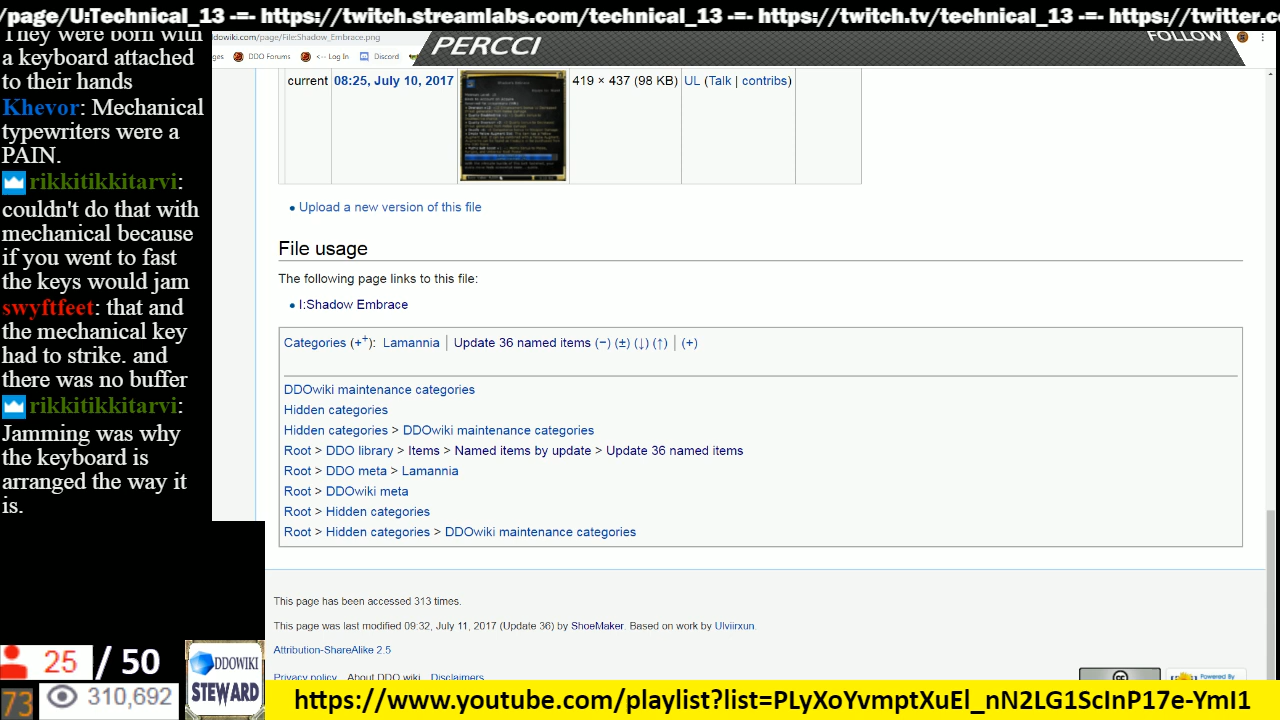 /page/U:Technical_13 -=- https://twitch.streamlabs.com/technical_13 -=- https://twitch.tv/technical_13 -=- https://twitter.c
They were born with
a keyboard attached
to their hands
Khevor: Mechanical
typewriters were a
PAIN.
rikkitikkitarvi:
couldn't do that with
mechanical because
if you went to fast
the keys would jam
swyftfeet: that and
the mechanical key
had to strike. and
there was no buffer
rikkitikkitarvi:
Jamming was why
the keyboard is
arranged the way it
is.
dowiki.com/page/File:Shadow_Embrace.png
PERCCI
FOLLOW
ges DDO Forums <-- Log In Discord
current 08:25, July 10, 2017 419 × 437 (98 KB) UL (Talk | contribs)
Upload a new version of this file
File usage
The following page links to this file:
I:Shadow Embrace
Categories (++): Lamannia | Update 36 named items (−) (±) (↓) (↑) | (+)
DDOwiki maintenance categories
Hidden categories
Hidden categories > DDOwiki maintenance categories
Root > DDO library > Items > Named items by update > Update 36 named items
Root > DDO meta > Lamannia
Root > DDOwiki meta
Root > Hidden categories
Root > Hidden categories > DDOwiki maintenance categories
This page has been accessed 313 times.
This page was last modified 09:32, July 11, 2017 (Update 36) by ShoeMaker. Based on work by Ulviirxun.
Attribution-ShareAlike 2.5
Privacy policy About DDO wiki Disclaimers
Powered By
25 / 50
73 310,692
DDOWIKI
STEWARD
https://www.youtube.com/playlist?list=PLyXoYvmptXuEl_nN2LG1ScInP17e-YmI1